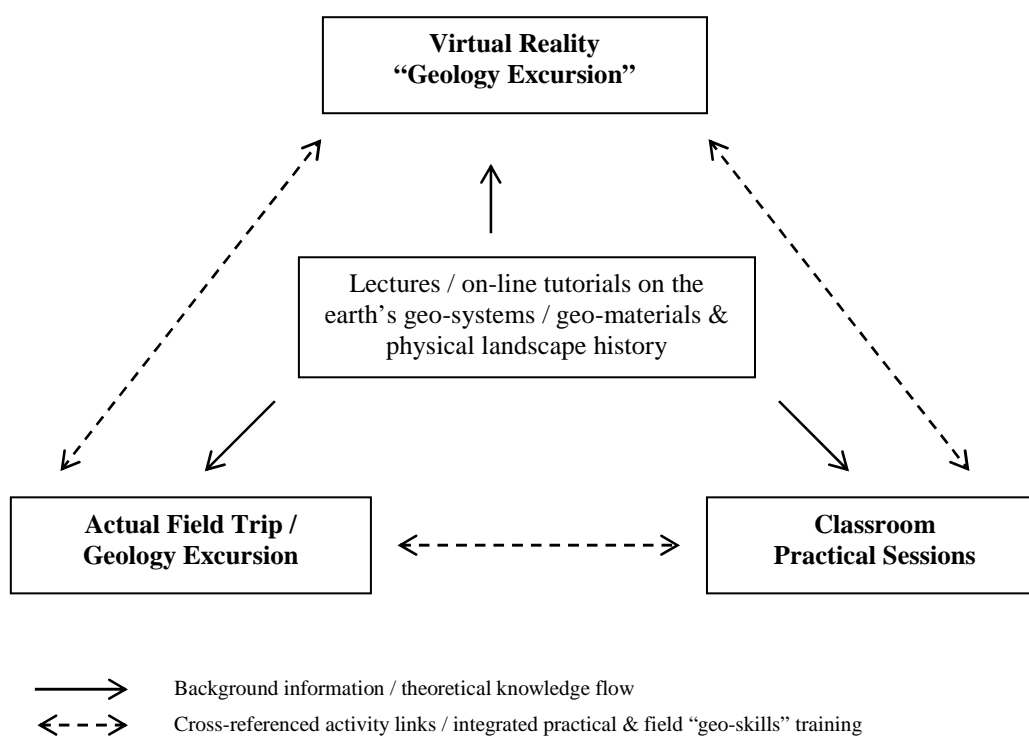 Virtual Reality
“Geology Excursion”
Lectures / on-line tutorials on the
earth’s geo-systems / geo-materials &
physical landscape history
Actual Field Trip /
Geology Excursion
Classroom
Practical Sessions
Background information / theoretical knowledge flow
Cross-referenced activity links / integrated practical & field “geo-skills” training